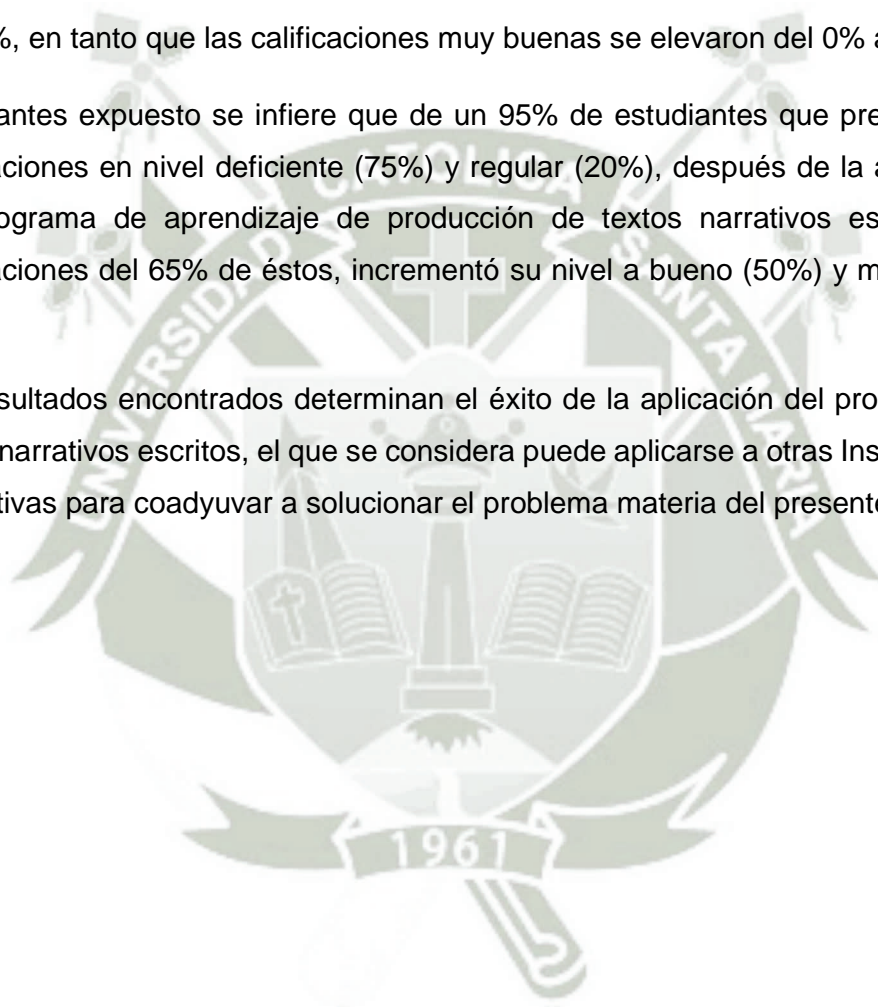 %, en tanto que las calificaciones muy buenas se elevaron del 0% a
antes expuesto se infiere que de un 95% de estudiantes que pre
aciones en nivel deficiente (75%) y regular (20%), después de la a
ograma de aprendizaje de producción de textos narrativos es
aciones del 65% de éstos, incrementó su nivel a bueno (50%) y m
sultados encontrados determinan el éxito de la aplicación del pro
narrativos escritos, el que se considera puede aplicarse a otras Ins
tivas para coadyuvar a solucionar el problema materia del presente
UNIVERSIDAD CATOLICA SANTA MARIA
1961